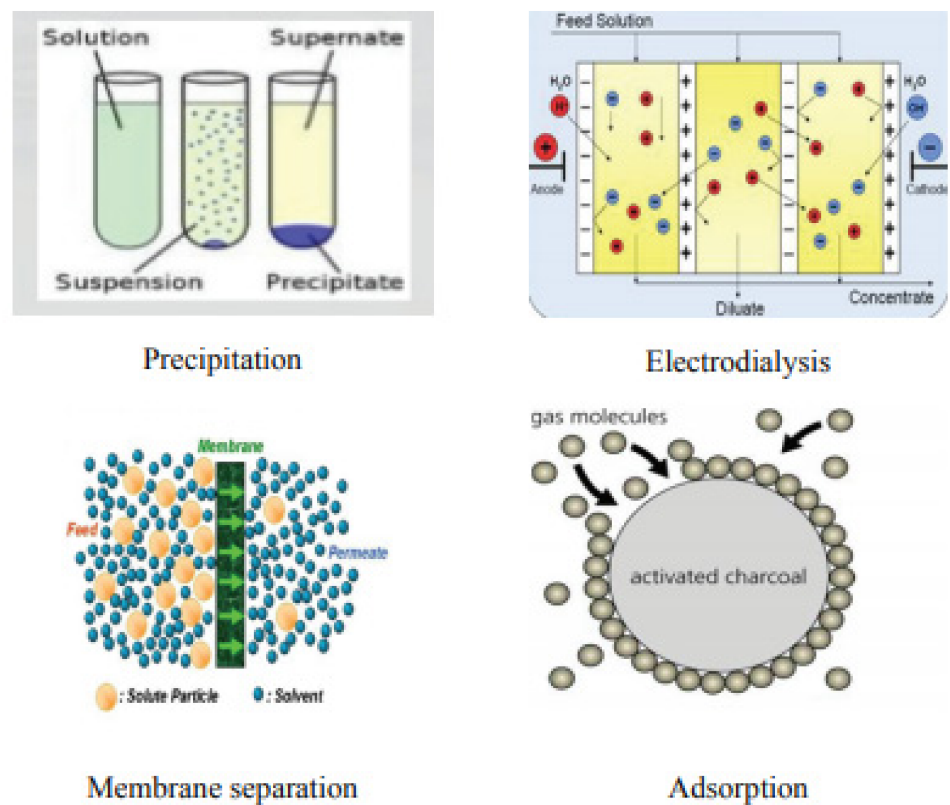 Solution Supernate
Suspension Precipitate
Precipitation
Feed Solution
H₂O H₂O
H⁺ OH⁻
+ −
Anode Cathode
Concentrate
Diluate
Electrodialysis
Membrane
Feed
Permeate
: Solute Particle : Solvent
Membrane separation
gas molecules
activated charcoal
Adsorption